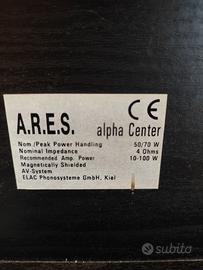 A.R.E.S. alpha Center
Nom./Peak Power Handling 50/70 W
Nominal Impedance 4 Ohms
Recommended Amp. Power 10-100 W
Magnetically Shielded
AV-System
ELAC Phonosysteme GmbH, Kiel
CE
subito